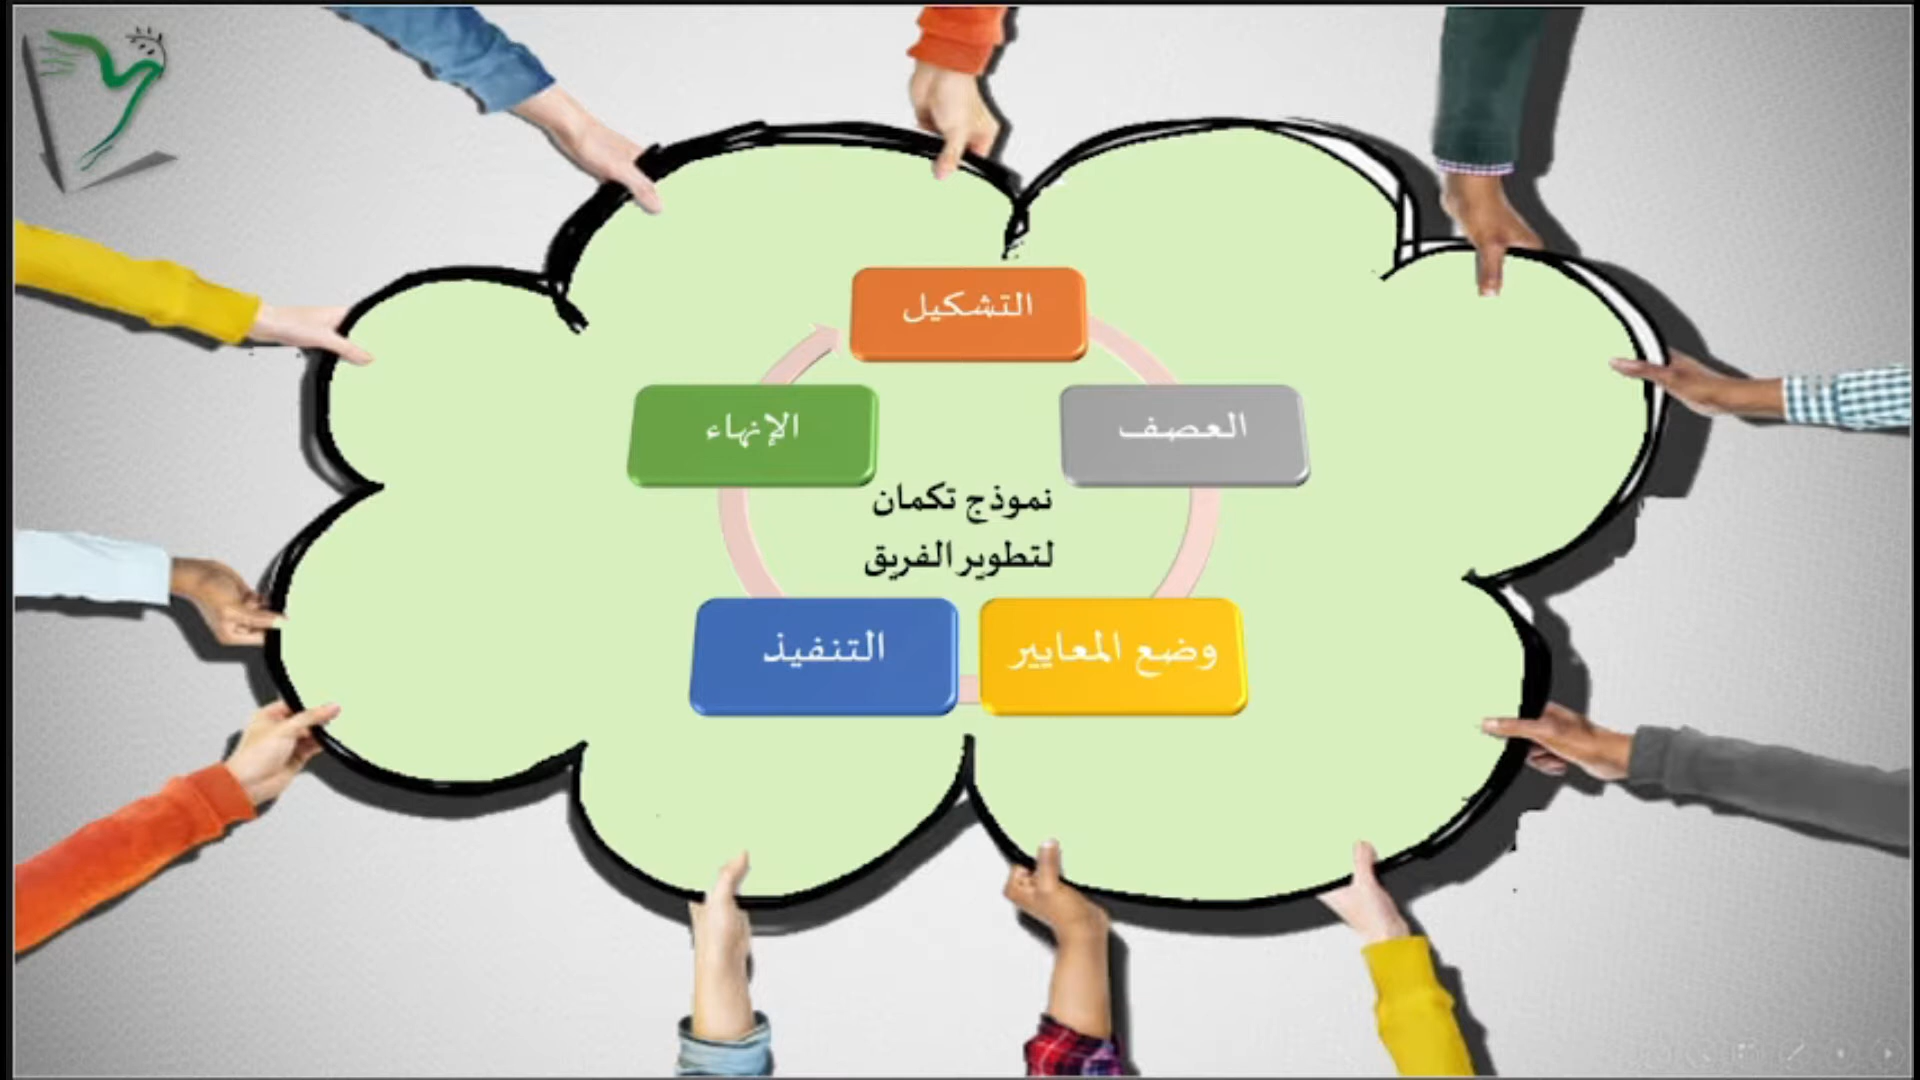 التشكيل
العصف
وضع المعايير
التنفيذ
الإنهاء
نموذج تكمان
لتطوير الفريق